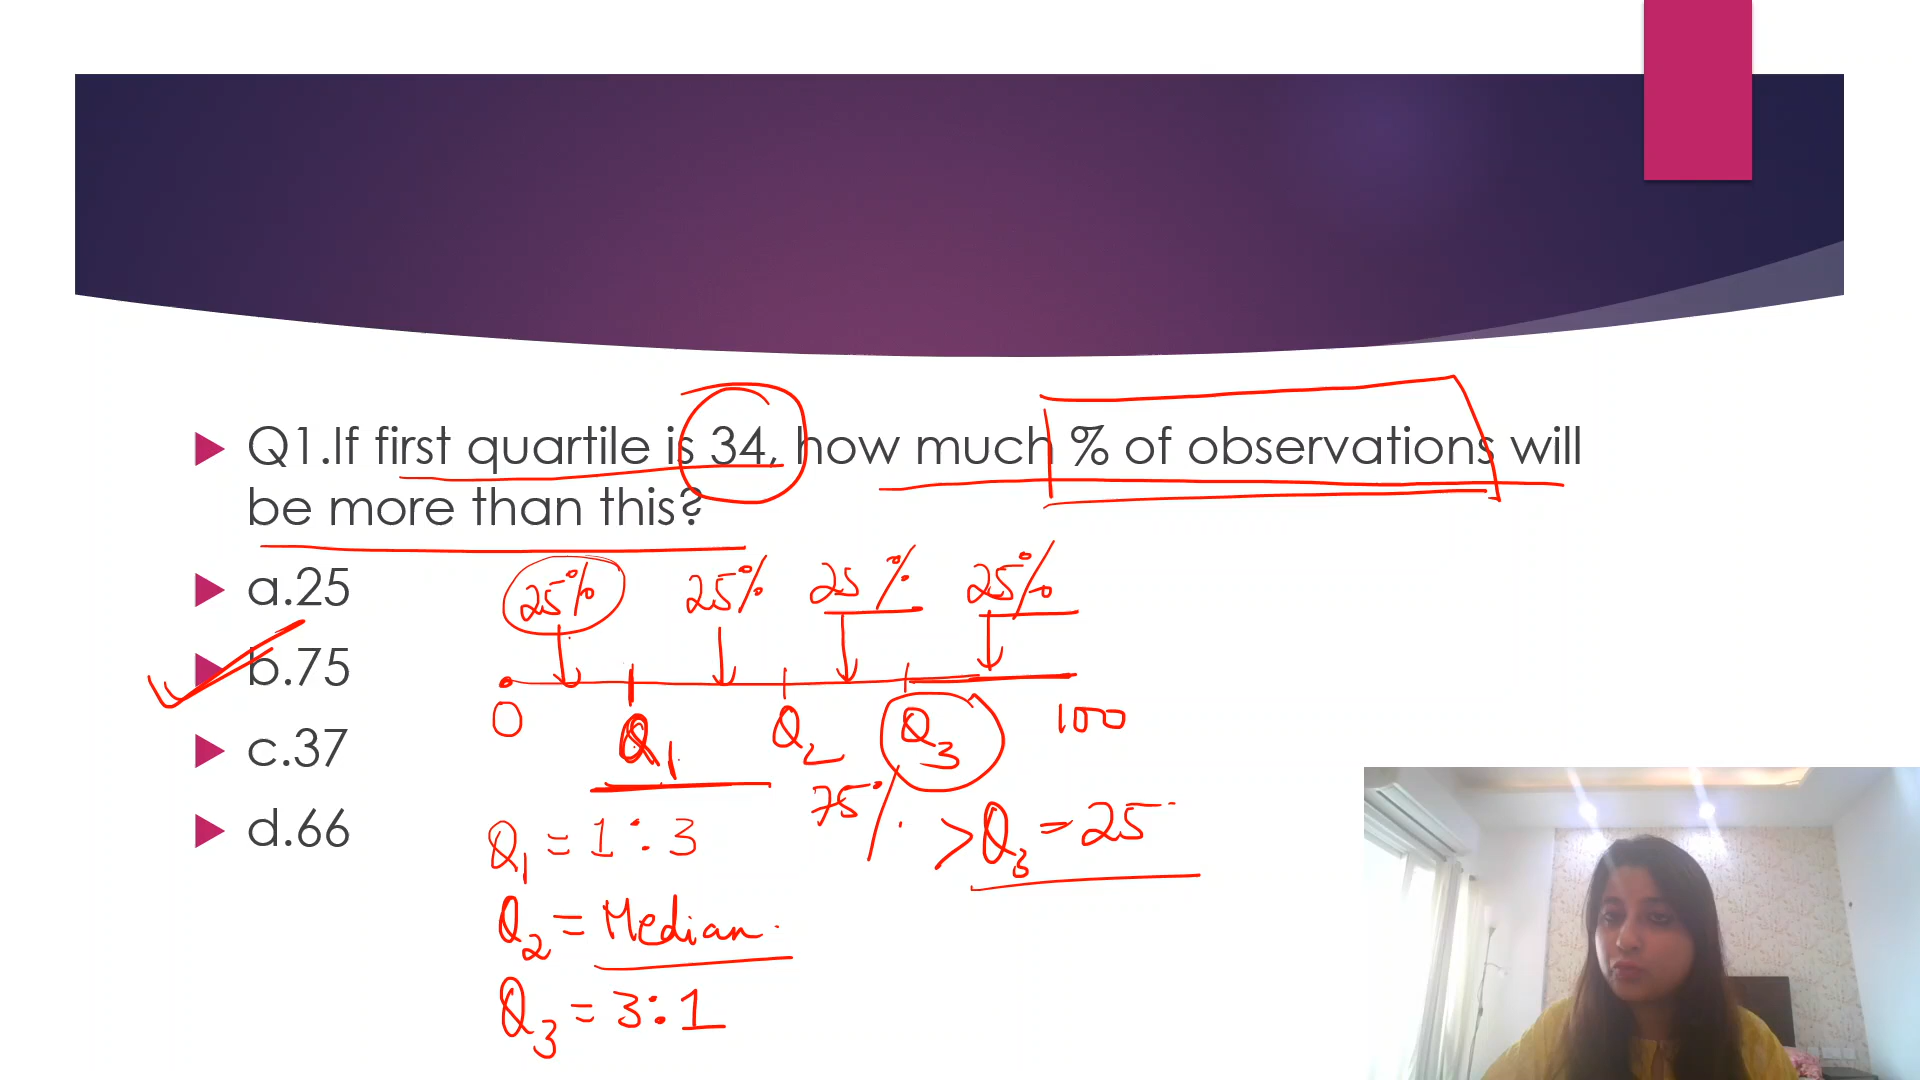 Q1.If first quartile is 34, how much % of observations will
be more than this?
a.25
b.75
c.37
d.66
25% 25% 25% 25%
0 Q1 Q2 Q3 100
75%
>Q3 = 25
Q1 = 1:3
Q2 = Median.
Q3 = 3:1